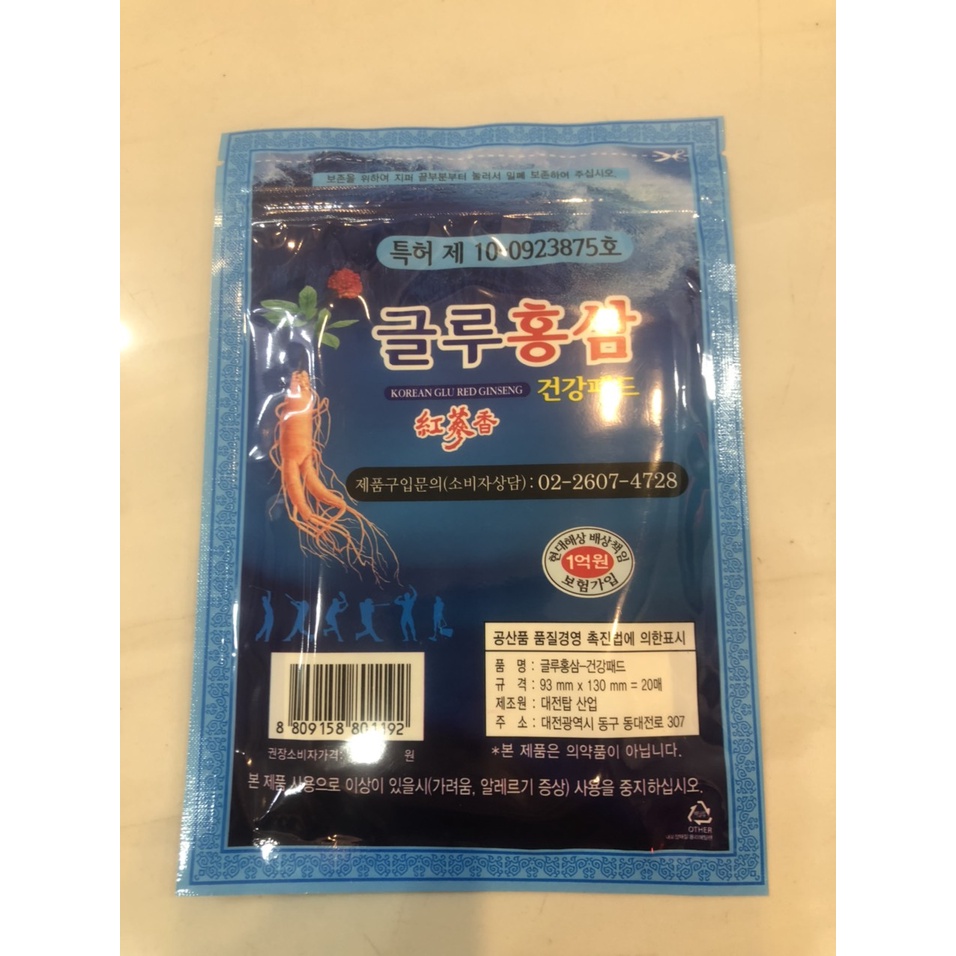 보존을 위하여 지퍼 끝부분부터 눌러서 밀폐 보존하여 주십시오.
특허 제 10-0923875호
글루홍삼
KOREAN GLU RED GINSENG 건강패드
紅蔘香
제품구입문의(소비자상담) : 02-2607-4728
현대해상 배상책임
1억원
보험가입
공산품 품질경영 촉진법에 의한표시
품 명 : 글루홍삼-건강패드
규 격 : 93 mm x 130 mm = 20매
제조원 : 대전탑 산업
주 소 : 대전광역시 동구 동대전로 307
8 809158 801192
권장소비자가격: 원
*본 제품은 의약품이 아닙니다.
본 제품 사용으로 이상이 있을시(가려움, 알레르기 증상) 사용을 중지하십시오.
OTHER